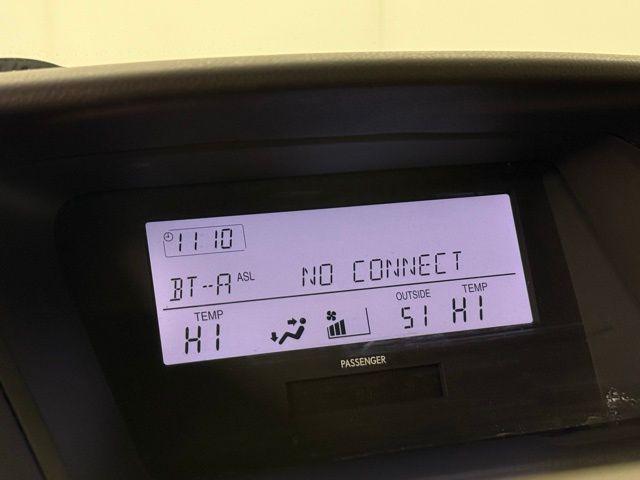 11:10
BT--A ASL NO CONNECT
TEMP OUTSIDE TEMP
HI 51 HI
PASSENGER